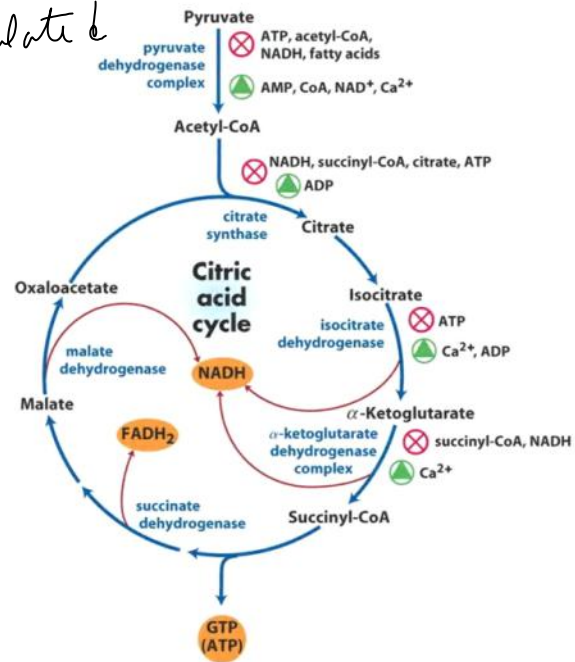 Pyruvate
pyruvate
dehydrogenase
complex
ATP, acetyl-CoA,
NADH, fatty acids
AMP, CoA, NAD⁺, Ca²⁺
Acetyl-CoA
NADH, succinyl-CoA, citrate, ATP
ADP
citrate
synthase
Citrate
Citric
acid
cycle
Oxaloacetate
Isocitrate
isocitrate
dehydrogenase
ATP
Ca²⁺, ADP
malate
dehydrogenase
NADH
Malate
α-Ketoglutarate
FADH₂
α-ketoglutarate
dehydrogenase
complex
succinyl-CoA, NADH
Ca²⁺
succinate
dehydrogenase
Succinyl-CoA
GTP
(ATP)